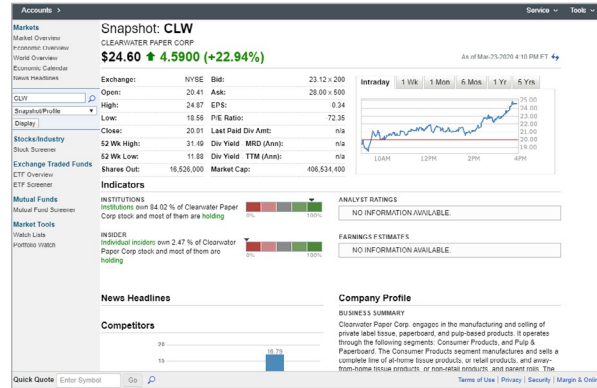 Accounts >
Service
Tools
Markets
Market Overview
Economic Overview
World Overview
Economic Calendar
News Headlines
CLW
Snapshot/Profile
Display
Stocks/Industry
Stock Screener
Exchange Traded Funds
ETF Overview
ETF Screener
Mutual Funds
Mutual Fund Screener
Market Tools
Watch Lists
Portfolio Watch
Snapshot: CLW
CLEARWATER PAPER CORP
$24.60 4.5900 (+22.94%)
As of Mar-23-2020 4:10 PM ET
Exchange: NYSE Bid: 23.12 x 200
Open: 20.41 Ask: 28.00 x 500
High: 24.87 EPS: 0.34
Low: 18.56 P/E Ratio: -72.35
Close: 20.01 Last Paid Div Amt: n/a
52 Wk High: 31.49 Div Yield - MRD (Ann): n/a
52 Wk Low: 11.88 Div Yield - TTM (Ann): n/a
Shares Out: 16,526,000 Market Cap: 406,534,400
Intraday 1 Wk 1 Mon 6 Mos 1 Yr 5 Yrs
25.00
24.00
23.00
22.00
21.00
20.00
19.00
10AM 12PM 2PM 4PM
Indicators
INSTITUTIONS
Institutions own 84.02 % of Clearwater Paper
Corp stock and most of them are holding
0% 100%
INSIDER
Individual insiders own 2.47 % of Clearwater
Paper Corp stock and most of them are
holding
0% 100%
ANALYST RATINGS
NO INFORMATION AVAILABLE.
EARNINGS ESTIMATES
NO INFORMATION AVAILABLE.
News Headlines
Competitors
20
16.79
15
Company Profile
BUSINESS SUMMARY
Clearwater Paper Corp. engages in the manufacturing and selling of
private label tissue, paperboard, and pulp-based products. It operates
through the following segments: Consumer Products, and Pulp &
Paperboard. The Consumer Products segment manufactures and sells a
complete line of at-home tissue products, or retail products, and away-
from-home tissue products, or non-retail products, and parent rolls. The
Quick Quote Enter Symbol Go
Terms of Use | Privacy | Security | Margin & Onlin